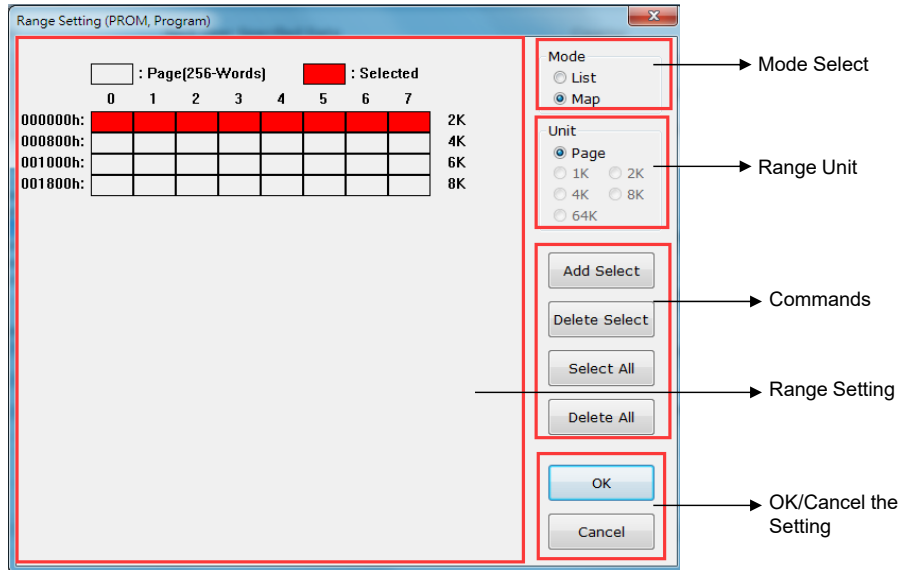 Range Setting (PROM, Program)
: Page(256-Words) : Selected
0 1 2 3 4 5 6 7
000000h: 2K
000800h: 4K
001000h: 6K
001800h: 8K
Mode
List
Map
Unit
Page
1K 2K
4K 8K
64K
Add Select
Delete Select
Select All
Delete All
OK
Cancel
Mode Select
Range Unit
Commands
Range Setting
OK/Cancel the
Setting